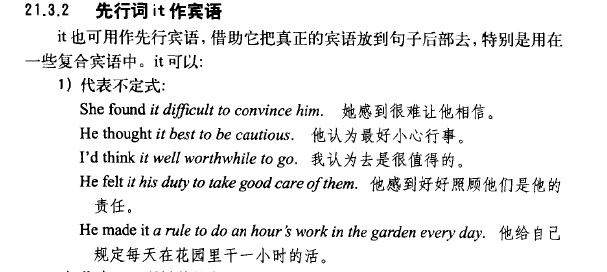 21.3.2 先行词 it 作宾语
it 也可用作先行宾语，借助它把真正的宾语放到句子后部去，特别是用在
一些复合宾语中。it 可以：
1) 代表不定式：
She found it difficult to convince him. 她感到很难让他相信。
He thought it best to be cautious. 他认为最好小心行事。
I'd think it well worthwhile to go. 我认为去是很值得的。
He felt it his duty to take good care of them. 他感到好好照顾他们是他的
责任。
He made it a rule to do an hour's work in the garden every day. 他给自己
规定每天在花园里干一小时的活。